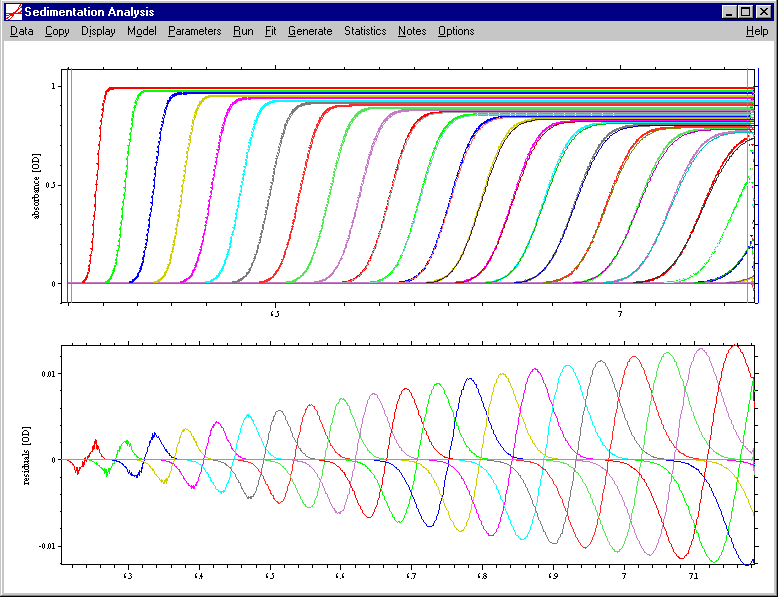 Sedimentation Analysis
Data Copy Display Model Parameters Run Fit Generate Statistics Notes Options Help
1
0.5
0
absorbance [OD]
6.5 7
0.01
0
-0.01
residuals [OD]
6.3 6.4 6.5 6.6 6.7 6.8 6.9 7 7.1